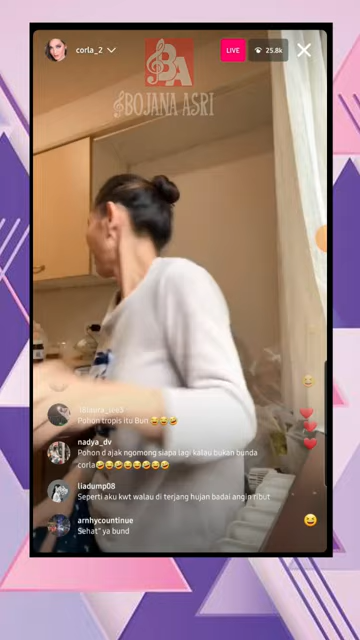 corla_2
LIVE
25.8k
BA
BOJANA ASRI
Pohun tropis itu Bun 😂😂🤣
nadya_dv
Pohon d ajak ngomong siapa lagi kalau bukan bunda
corla🤣😂🤣😂😂🤣😂🤣
liadump08
Seperti aku kwt walau di terjang hujan badai angin ribut
arnhycountinue
Sehat" ya bund